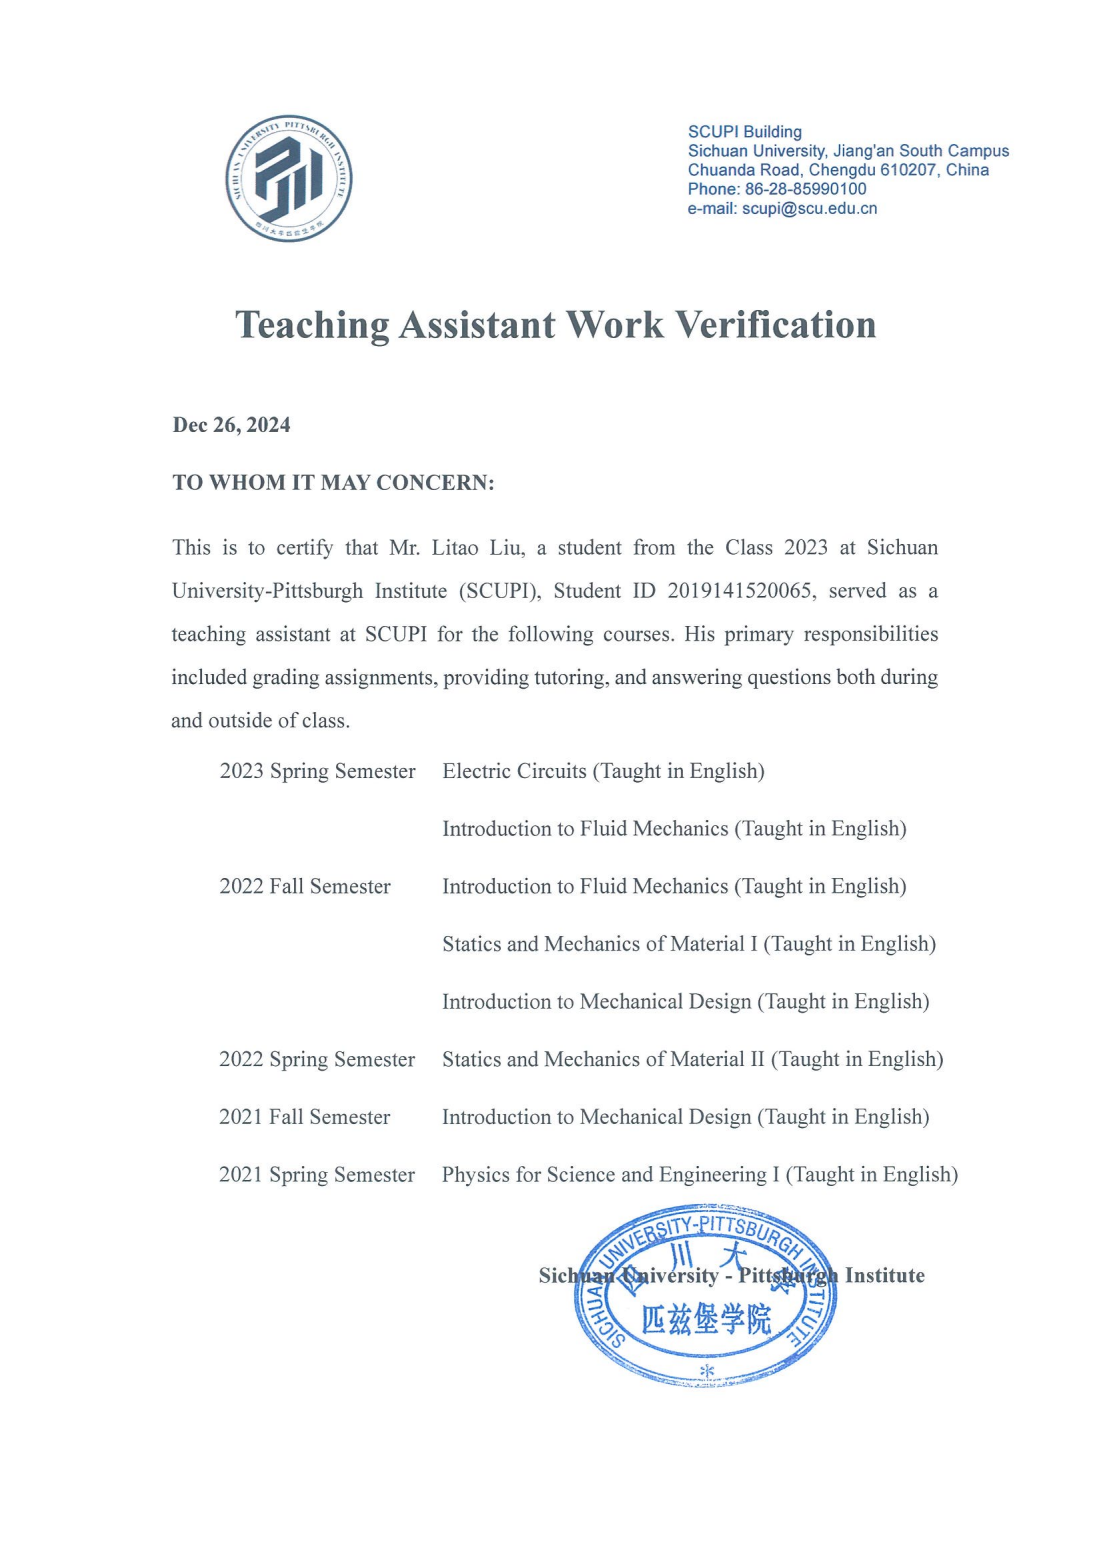 SICHUAN UNIVERSITY PITTSBURGH INSTITUTE
四川大学匹兹堡学院
SCUPI Building
Sichuan University, Jiang'an South Campus
Chuanda Road, Chengdu 610207, China
Phone: 86-28-85990100
e-mail: scupi@scu.edu.cn
Teaching Assistant Work Verification
Dec 26, 2024
TO WHOM IT MAY CONCERN:
This is to certify that Mr. Litao Liu, a student from the Class 2023 at Sichuan
University-Pittsburgh Institute (SCUPI), Student ID 2019141520065, served as a
teaching assistant at SCUPI for the following courses. His primary responsibilities
included grading assignments, providing tutoring, and answering questions both during
and outside of class.
2023 Spring Semester Electric Circuits (Taught in English)
Introduction to Fluid Mechanics (Taught in English)
2022 Fall Semester Introduction to Fluid Mechanics (Taught in English)
Statics and Mechanics of Material I (Taught in English)
Introduction to Mechanical Design (Taught in English)
2022 Spring Semester Statics and Mechanics of Material II (Taught in English)
2021 Fall Semester Introduction to Mechanical Design (Taught in English)
2021 Spring Semester Physics for Science and Engineering I (Taught in English)
SICHUAN UNIVERSITY-PITTSBURGH INSTITUTE
四川大学
Sichuan University - Pittsburgh Institute
匹兹堡学院